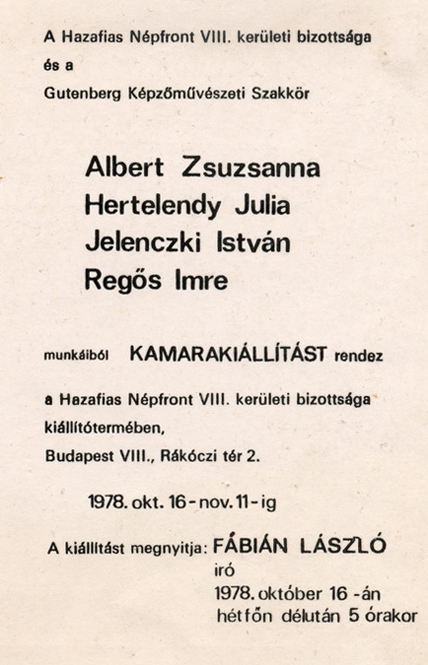 A Hazafias Népfront VIII. kerületi bizottsága
és a
Gutenberg Képzőművészeti Szakkör
Albert Zsuzsanna
Hertelendy Julia
Jelenczki István
Regős Imre
munkáiból KAMARAKIÁLLÍTÁST rendez
a Hazafias Népfront VIII. kerületi bizottsága
kiállítótermében,
Budapest VIII., Rákóczi tér 2.
1978. okt. 16-nov. 11-ig
A kiállítást megnyitja: FÁBIÁN LÁSZLÓ
iró
1978. október 16 -án
hétfőn délután 5 órakor